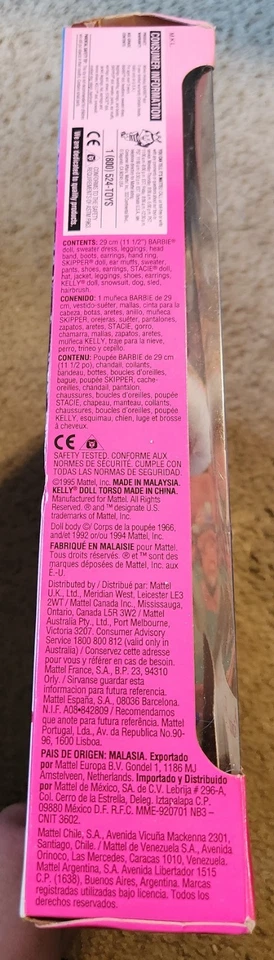 CONSUMER INFORMATION
1 (800) 524-TOYS
We are dedicated to quality products.
CONTENTS: 29 cm (11 1/2") BARBIE®
doll, sweater dress, leggings, head
band, boots, earrings, hand ring.
SKIPPER® doll, ear muffs, sweater,
pants, shoes, earrings, STACIE® doll,
hat, jacket, leggings, shoes, earrings,
KELLY® doll, snowsuit, dog, sled,
hairbrush.
CONTENIDO: 1 muñeca BARBIE de 29
cm, vestido-suéter, mallas, cinta para la
cabeza, botas, aretes, anillo, muñeca
SKIPPER, orejeras, suéter, pantalones,
zapatos, aretes, STACIE, gorro,
chamarra, mallas, zapatos, aretes,
muñeca KELLY, traje para la nieve,
perro, trineo y cepillo.
CONTENU: Poupée BARBIE de 29 cm
(11 1/2 po), chandail, collants,
bandeau, bottes, boucles d'oreilles,
bague, poupée SKIPPER, cache-
oreilles, chandail, pantalon,
chaussures, boucles d'oreilles, poupée
STACIE, chapeau, manteau, collants,
chaussures, boucles d'oreilles, poupée
KELLY, esquimau, chien, luge et brosse
à cheveux.
CE
SAFETY TESTED. CONFORME AUX
NORMES DE SÉCURITÉ. CUMPLE CON
TODAS LAS NORMAS DE SEGURIDAD.
©1995 Mattel, Inc. MADE IN MALAYSIA.
KELLY® DOLL TORSO MADE IN CHINA.
Manufactured for Mattel. All Rights
Reserved. ® and ™ designate U.S.
trademarks of Mattel, Inc.
Doll body ©/ Corps de la poupée 1966,
and/et 1992 or/ou 1994 Mattel, Inc.
FABRIQUÉ EN MALAISIE pour Mattel.
Tous droits réservés. ® et ™ sont des
marques déposées de Mattel, Inc. aux
É.-U.
Distributed by / Distribué par: Mattel
U.K., Ltd., Meridian West, Leicester LE3
2WT / Mattel Canada Inc., Mississauga,
Ontario, Canada L5R 3W2 / Mattel
Australia Pty., Ltd., Port Melbourne,
Victoria 3207. Consumer Advisory
Service 1800 800 812 (valid only in
Australia) / Conservez cette adresse
pour vous y référer en cas de besoin.
Mattel France, S.A., B.P. 23, 94310
Orly. / Sirvanse guardar esta
información para futura referencia.
Mattel España, S.A., 08036 Barcelona.
N.I.F. A08-842809 / Recomendamos
que anote para futura referência. Mattel
Portugal, Lda., Av. da Republica No.90-
96, 1600 Lisboa.
PAIS DE ORIGEN: MALASIA. Exportado
por Mattel Europa B.V. Gondel 1, 1186 MJ
Amstelveen, Netherlands. Importado y Distribuido
por Mattel de México, SA. de C.V. Lebrija # 296-A,
Col. Cerro de la Estrella, Deleg. Iztapalapa C.P.
09880 México D.F. R.F.C. MME-920701 NB3 –
CNIT 3602.
Mattel Chile, S.A., Avenida Vicuña Mackenna 2301,
Santiago, Chile. / Mattel de Venezuela S.A., Avenida
Orinoco, Las Mercedes, Caracas 1010, Venezuela.
Mattel Argentina, S.A. Avenida Libertador 1515
C.P. (1638), Buenos Aires, Argentina. Marcas
registradas utilizadas bajo licencia. Todos los
derechos reservados.